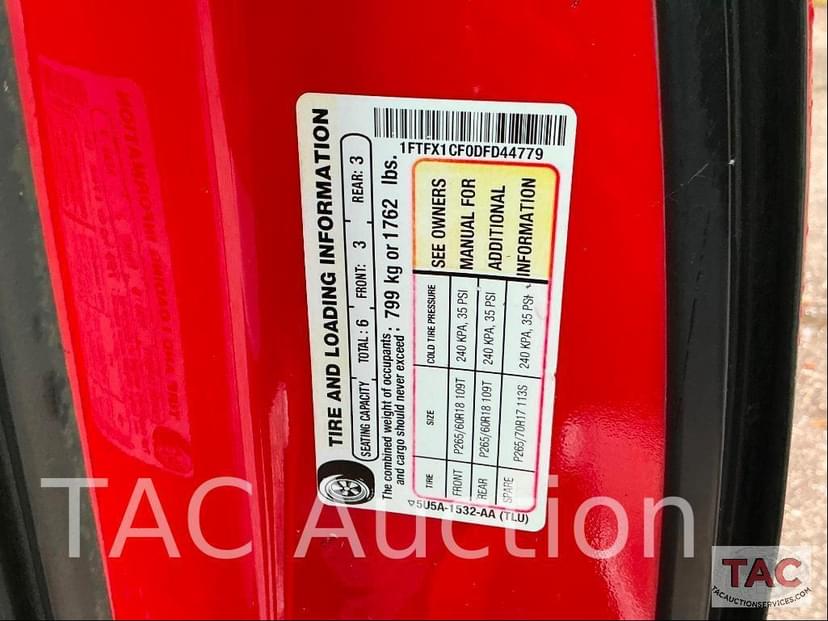 TIRE AND LOADING INFORMATION
SEATING CAPACITY TOTAL: 6 FRONT: 3 REAR: 3
The combined weight of occupants and cargo should never exceed: 799 kg or 1762 lbs.
TIRE SIZE COLD TIRE PRESSURE
FRONT P265/60R18 109T 240 KPA, 35 PSI
REAR P265/60R18 109T 240 KPA, 35 PSI
SPARE P265/70R17 113S 240 KPA, 35 PSI
SEE OWNERS
MANUAL FOR
ADDITIONAL
INFORMATION
5U5A-1532-AA (TLU)
1FTFX1CF0DFD44779
TAC Auction
TAC
TACAUCTIONSERVICES.COM